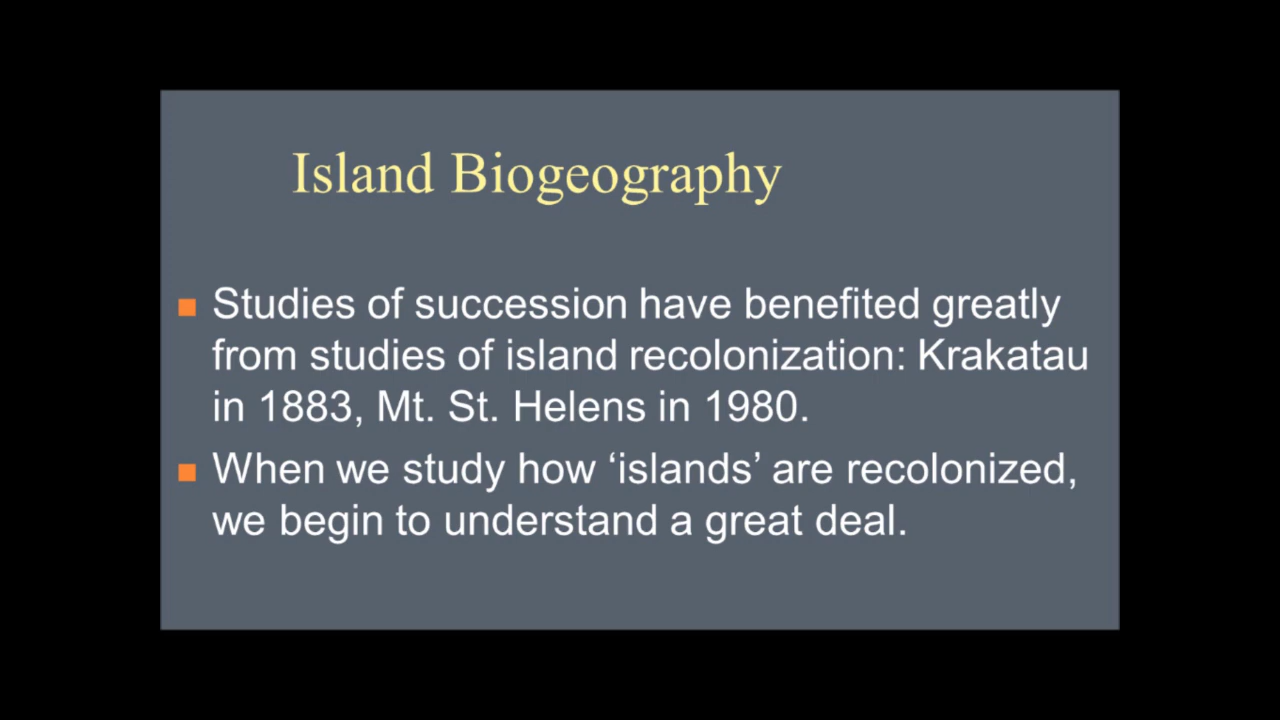 Island Biogeography
Studies of succession have benefited greatly
from studies of island recolonization: Krakatau
in 1883, Mt. St. Helens in 1980.
When we study how ‘islands’ are recolonized,
we begin to understand a great deal.